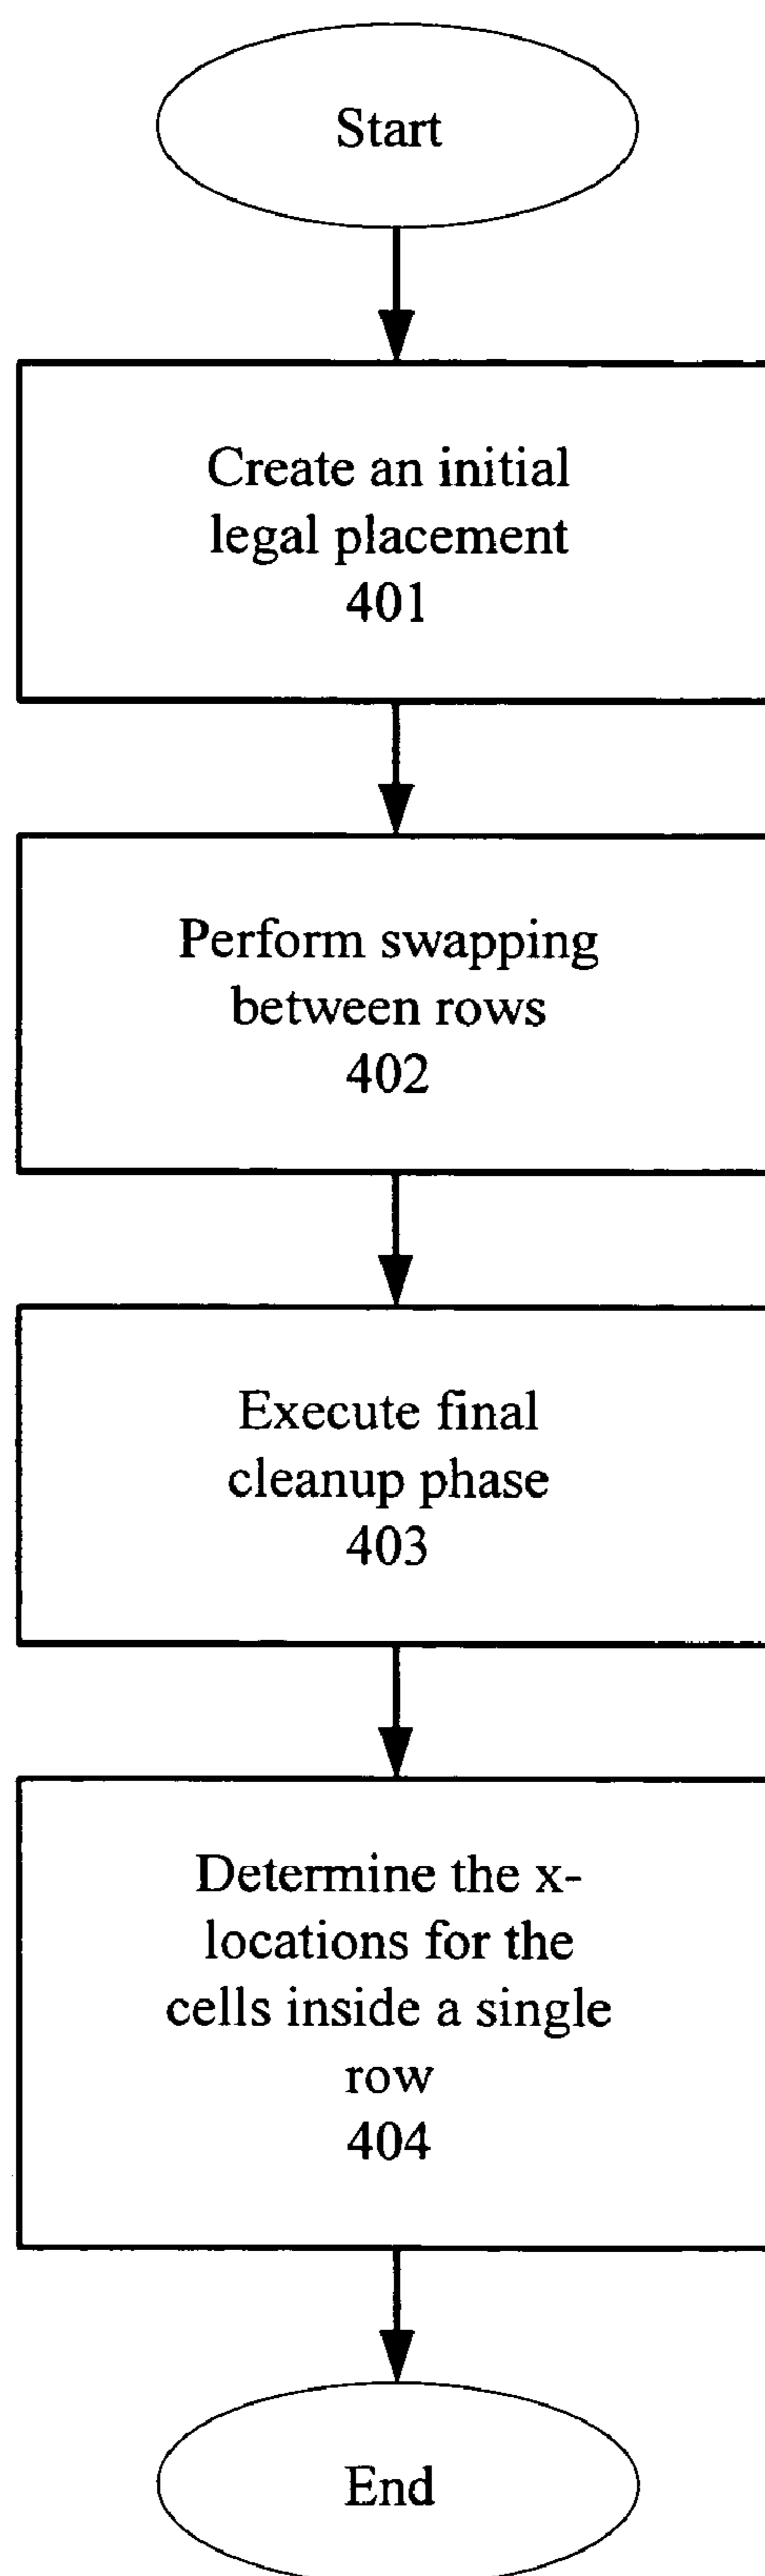 Start
Create an initial
legal placement
401
Perform swapping
between rows
402
Execute final
cleanup phase
403
Determine the x-
locations for the
cells inside a single
row
404
End